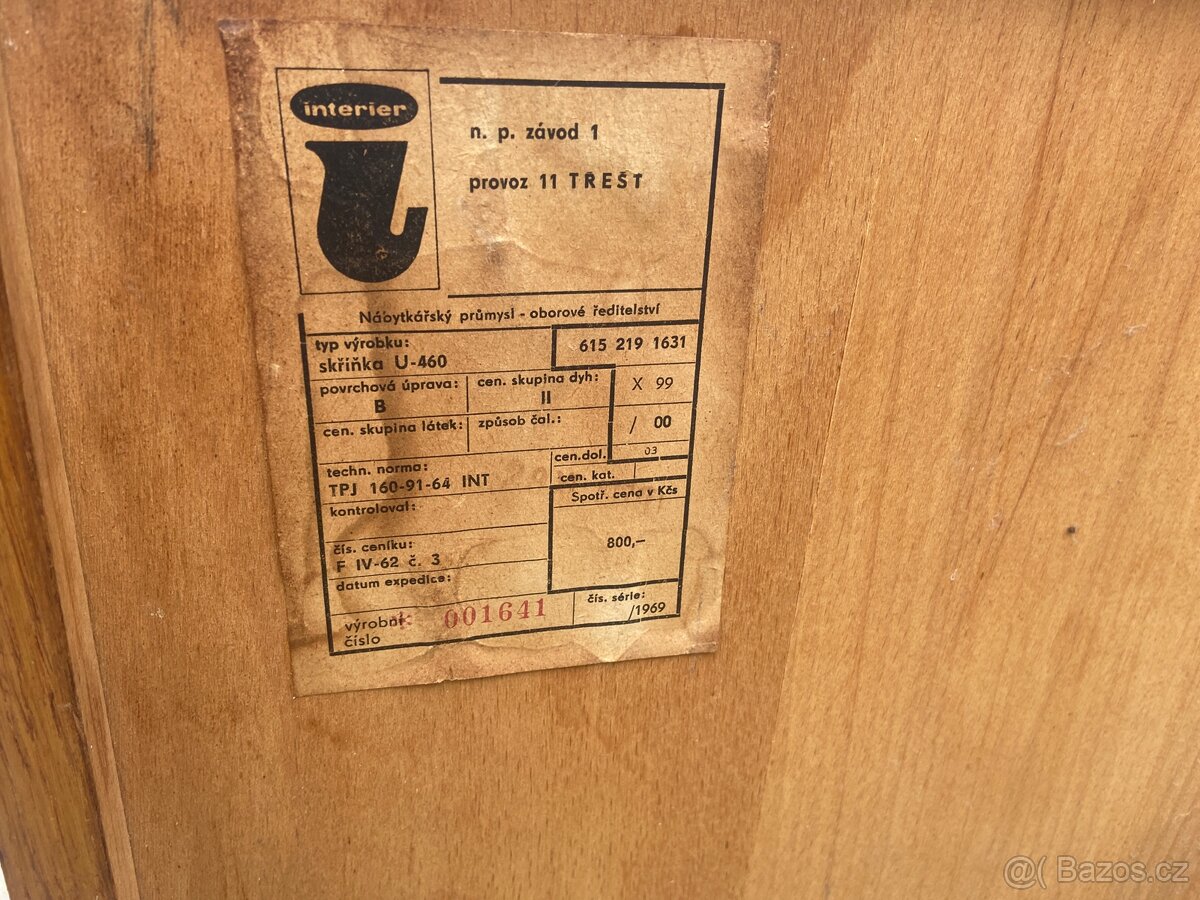 interier
n. p. závod 1
provoz 11 TŘEŠŤ
Nábytkářský průmysl - oborové ředitelství
typ výrobku:
skříňka U-460
615 219 1631
povrchová úprava:
B
cen. skupina dyh:
II
X 99
cen. skupina látek:
způsob čal.:
/ 00
techn. norma:
TPJ 160-91-64 INT
cen.dol. 03
cen. kat.
kontroloval:
Spotř. cena v Kčs
800,–
čís. ceníku:
F IV-62 č. 3
datum expedice:
výrobní
číslo
* 001641
čís. série:
/1969
@( Bazos.cz